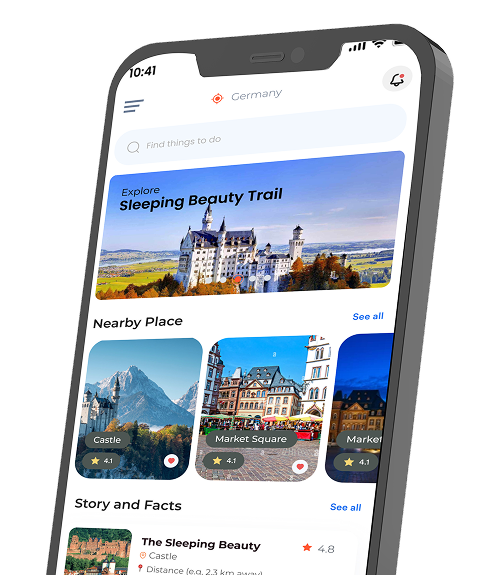 10:41
Germany
Find things to do
Explore
Sleeping Beauty Trail
Nearby Place
See all
Castle
4.1
Market Square
4.1
Market
4.1
Story and Facts
See all
The Sleeping Beauty
4.8
Castle
Distance (e.g. 2.3 km away)